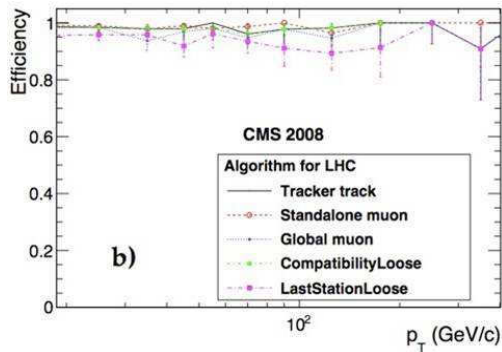 Efficiency
1
0.8
0.6
0.4
0.2
0
CMS 2008
Algorithm for LHC
Tracker track
Standalone muon
Global muon
CompatibilityLoose
LastStationLoose
b)
10²
p_T (GeV/c)